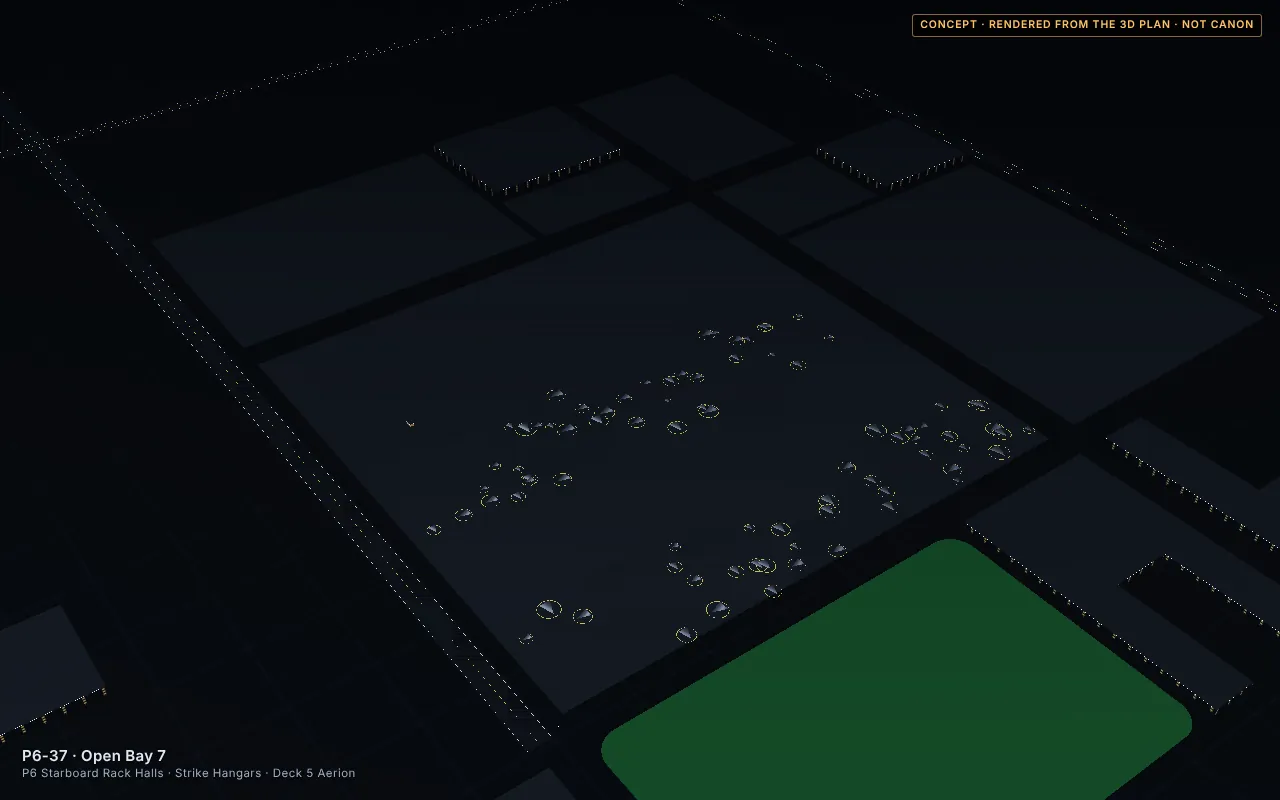 CONCEPT · RENDERED FROM THE 3D PLAN · NOT CANON
P6-37 · Open Bay 7
P6 Starboard Rack Halls · Strike Hangars · Deck 5 Aerion